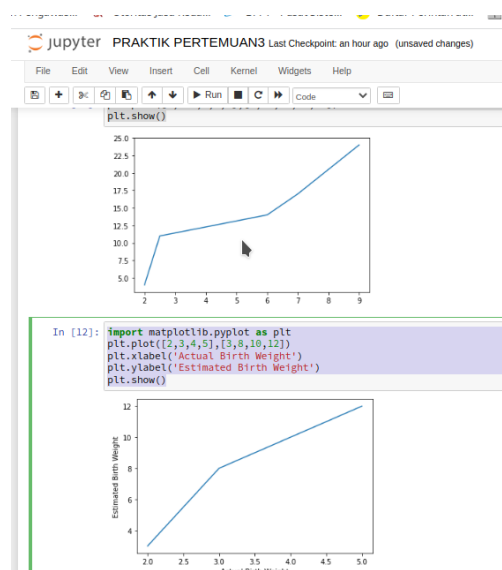 jupyter PRAKTIK PERTEMUAN3 Last Checkpoint: an hour ago (unsaved changes)
File Edit View Insert Cell Kernel Widgets Help
Run Code
plt.show()
25.0
22.5
20.0
17.5
15.0
12.5
10.0
7.5
5.0
2 3 4 5 6 7 8 9
In [12]: import matplotlib.pyplot as plt
plt.plot([2,3,4,5],[3,8,10,12])
plt.xlabel('Actual Birth Weight')
plt.ylabel('Estimated Birth Weight')
plt.show()
12
10
8
6
4
Estimated Birth Weight
2.0 2.5 3.0 3.5 4.0 4.5 5.0